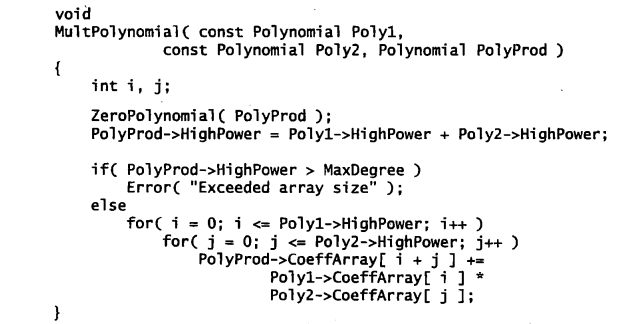 void
MultPolynomial( const Polynomial Poly1,
const Polynomial Poly2, Polynomial PolyProd )
{
int i, j;
ZeroPolynomial( PolyProd );
PolyProd->HighPower = Poly1->HighPower + Poly2->HighPower;
if( PolyProd->HighPower > MaxDegree )
Error( "Exceeded array size" );
else
for( i = 0; i <= Poly1->HighPower; i++ )
for( j = 0; j <= Poly2->HighPower; j++ )
PolyProd->CoeffArray[ i + j ] +=
Poly1->CoeffArray[ i ] *
Poly2->CoeffArray[ j ];
}